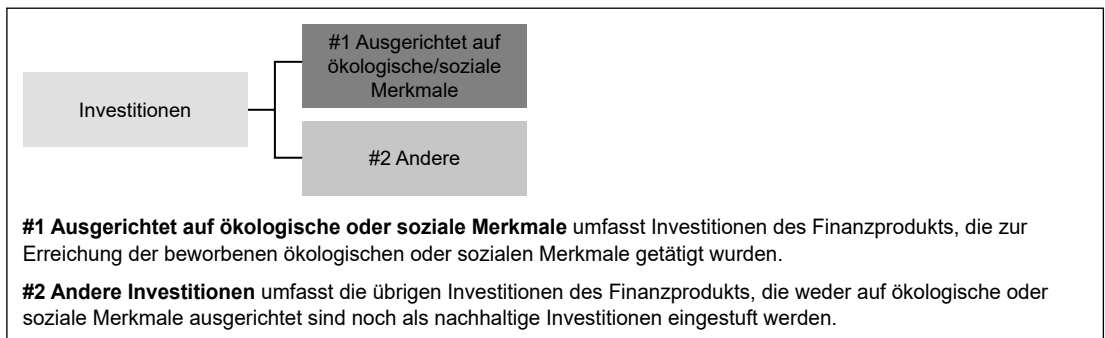 #1 Ausgerichtet auf
ökologische/soziale
Merkmale
Investitionen
#2 Andere
#1 Ausgerichtet auf ökologische oder soziale Merkmale umfasst Investitionen des Finanzprodukts, die zur
Erreichung der beworbenen ökologischen oder sozialen Merkmale getätigt wurden.
#2 Andere Investitionen umfasst die übrigen Investitionen des Finanzprodukts, die weder auf ökologische oder
soziale Merkmale ausgerichtet sind noch als nachhaltige Investitionen eingestuft werden.